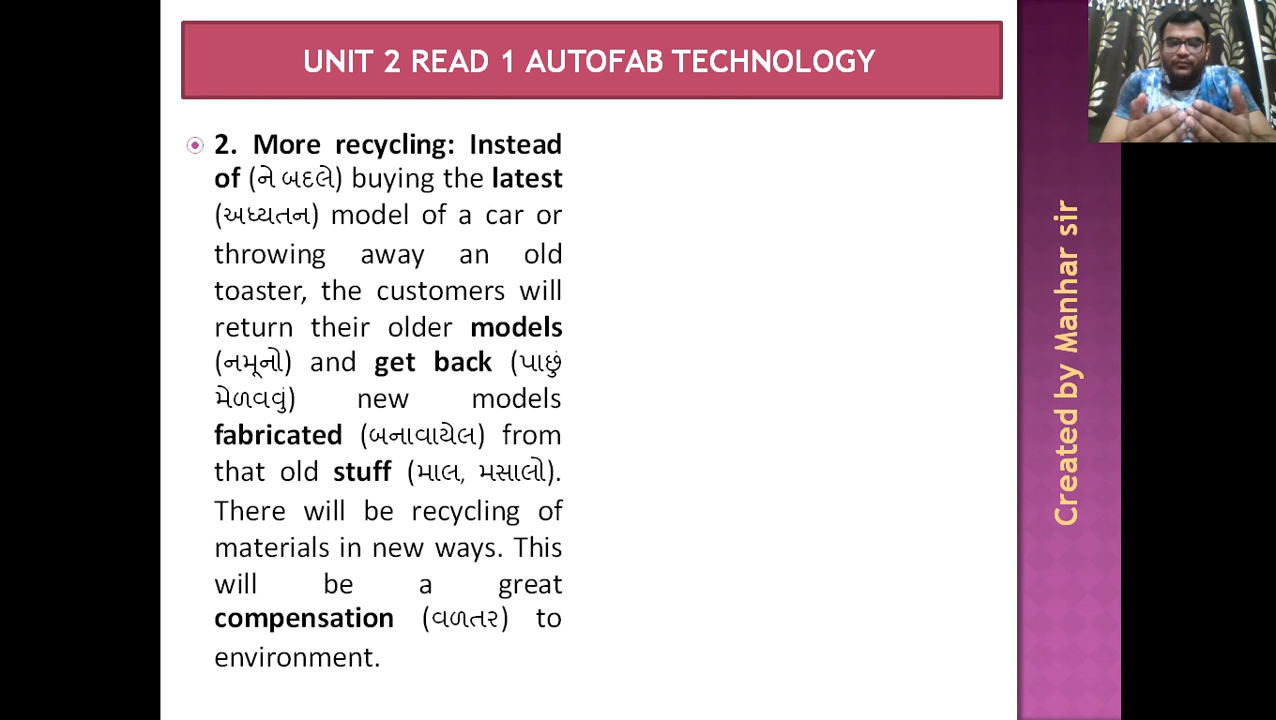 UNIT 2 READ 1 AUTOFAB TECHNOLOGY
2. More recycling: Instead
of (ને બદલે) buying the latest
(અધ્યતન) model of a car or
throwing away an old
toaster, the customers will
return their older models
(નમૂનો) and get back (પાછું
મેળવવું) new models
fabricated (બનાવાયેલ) from
that old stuff (માલ, મસાલો).
There will be recycling of
materials in new ways. This
will be a great
compensation (વળતર) to
environment.
Created by Manhar sir